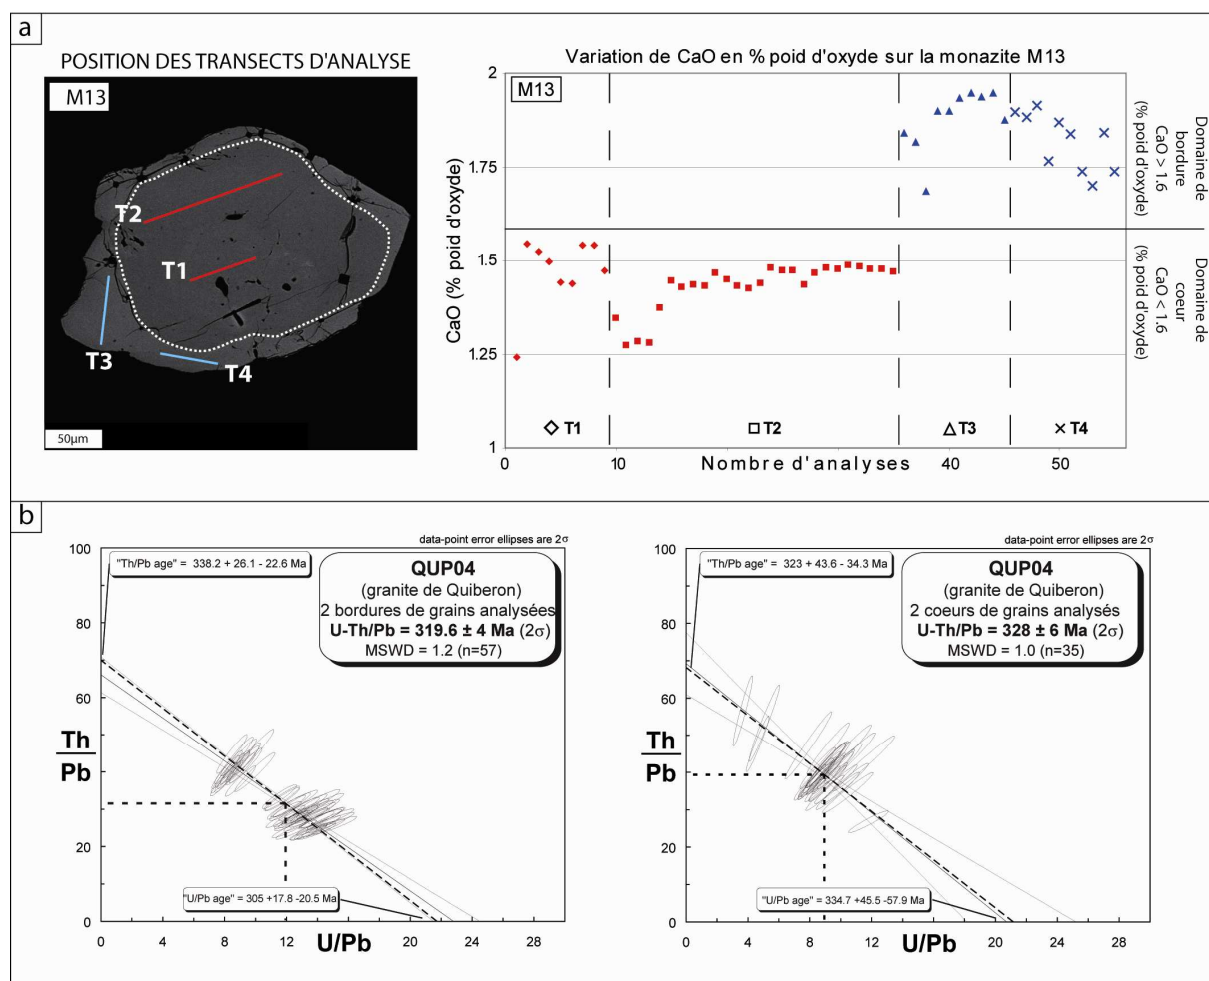 a
POSITION DES TRANSECTS D'ANALYSE
M13
T2
T1
T3
T4
50µm
Variation de CaO en % poid d'oxyde sur la monazite M13
M13
CaO (% poid d'oxyde)
2
1.75
1.5
1.25
1
0
10
40
50
Nombre d'analyses
T1
T2
T3
T4
Domaine de
bordure
CaO > 1.6
(% poid d'oxyde)
Domaine de
coeur
CaO < 1.6
(% poid d'oxyde)
b
data-point error ellipses are 2σ
"Th/Pb age" = 338.2 + 26.1 - 22.6 Ma
QUP04
(granite de Quiberon)
2 bordures de grains analysées
U-Th/Pb = 319.6 ± 4 Ma (2σ)
MSWD = 1.2 (n=57)
100
80
60
40
20
0
Th
Pb
"U/Pb age" = 305 +17.8 -20.5 Ma
0 4 8 12 16 20 24 28
U/Pb
data-point error ellipses are 2σ
"Th/Pb age" = 323 + 43.6 - 34.3 Ma
QUP04
(granite de Quiberon)
2 coeurs de grains analysés
U-Th/Pb = 328 ± 6 Ma (2σ)
MSWD = 1.0 (n=35)
100
80
60
40
20
0
Th
Pb
"U/Pb age" = 334.7 +45.5 -57.9 Ma
0 4 8 12 16 20 24 28
U/Pb